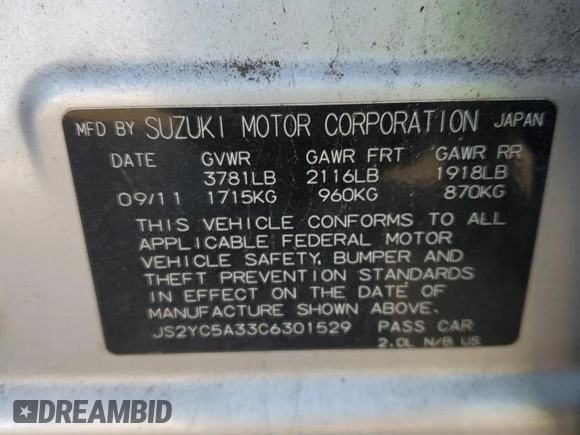 MFD BY SUZUKI MOTOR CORPORATION JAPAN
DATE GVWR GAWR FRT GAWR RR
3781LB 2116LB 1918LB
09/11 1715KG 960KG 870KG
THIS VEHICLE CONFORMS TO ALL
APPLICABLE FEDERAL MOTOR
VEHICLE SAFETY, BUMPER AND
THEFT PREVENTION STANDARDS
IN EFFECT ON THE DATE OF
MANUFACTURE SHOWN ABOVE.
JS2YC5A33C6301529 PASS CAR
2.0L N/B US
DREAMBID